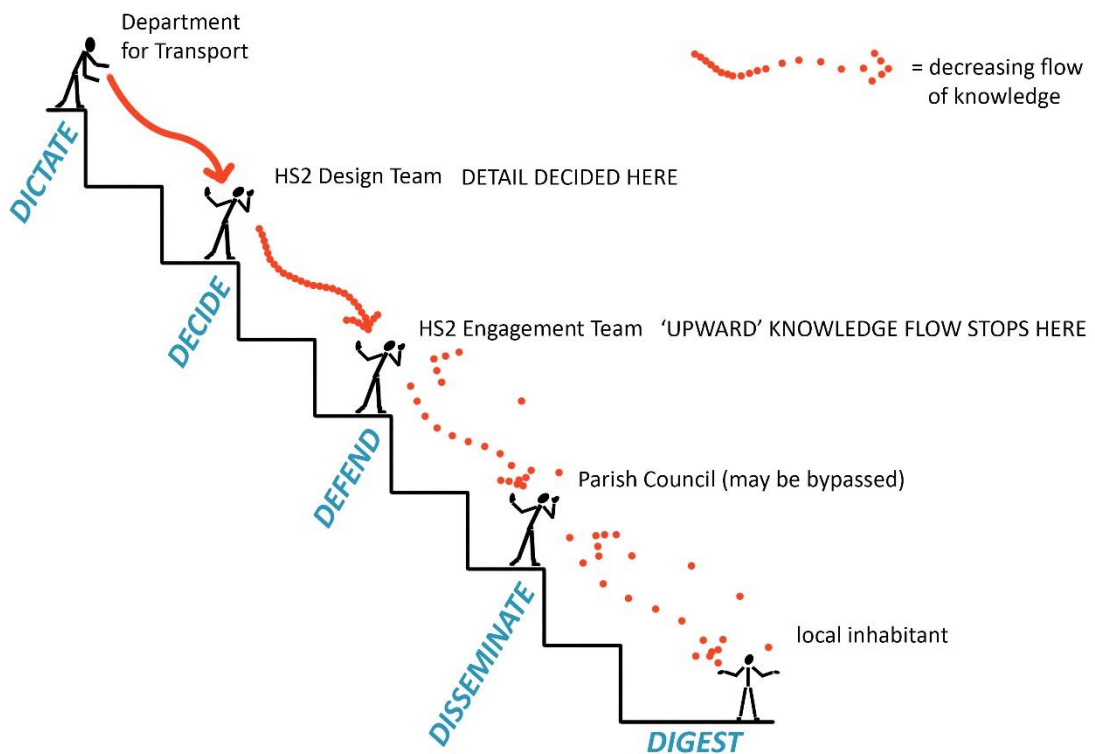 Department
for Transport
= decreasing flow
of knowledge
DICTATE
HS2 Design Team DETAIL DECIDED HERE
DECIDE
HS2 Engagement Team ‘UPWARD’ KNOWLEDGE FLOW STOPS HERE
DEFEND
Parish Council (may be bypassed)
DISSEMINATE
local inhabitant
DIGEST